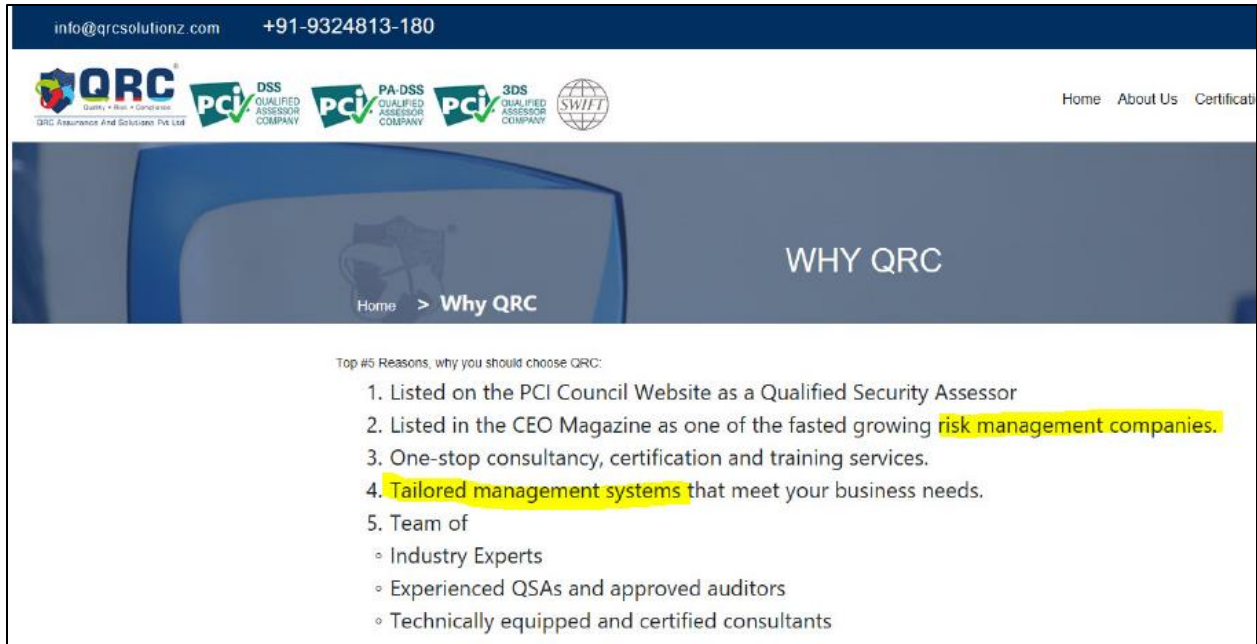 info@qrcsolutionz.com +91-9324813-180
QRC
Quality • Risk • Compliance
QRC Assurance And Solutions Pvt Ltd
PCI DSS QUALIFIED ASSESSOR COMPANY
PCI PA-DSS QUALIFIED ASSESSOR COMPANY
PCI 3DS QUALIFIED ASSESSOR COMPANY
SWIFT
Home About Us Certificati
WHY QRC
Home > Why QRC
Top #5 Reasons, why you should choose QRC:
1. Listed on the PCI Council Website as a Qualified Security Assessor
2. Listed in the CEO Magazine as one of the fasted growing risk management companies.
3. One-stop consultancy, certification and training services.
4. Tailored management systems that meet your business needs.
5. Team of
◦ Industry Experts
◦ Experienced QSAs and approved auditors
◦ Technically equipped and certified consultants